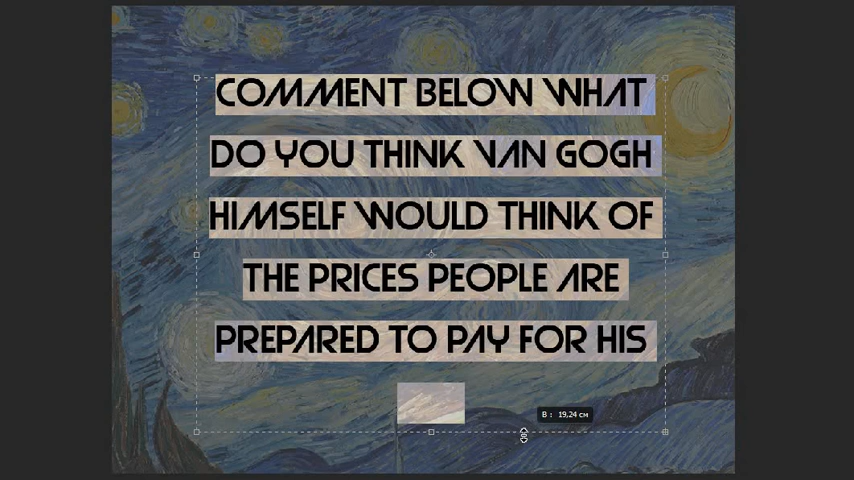 COMMENT BELOW WHAT
DO YOU THINK VAN GOGH
HIMSELF WOULD THINK OF
THE PRICES PEOPLE ARE
PREPARED TO PAY FOR HIS
В : 19,24 см